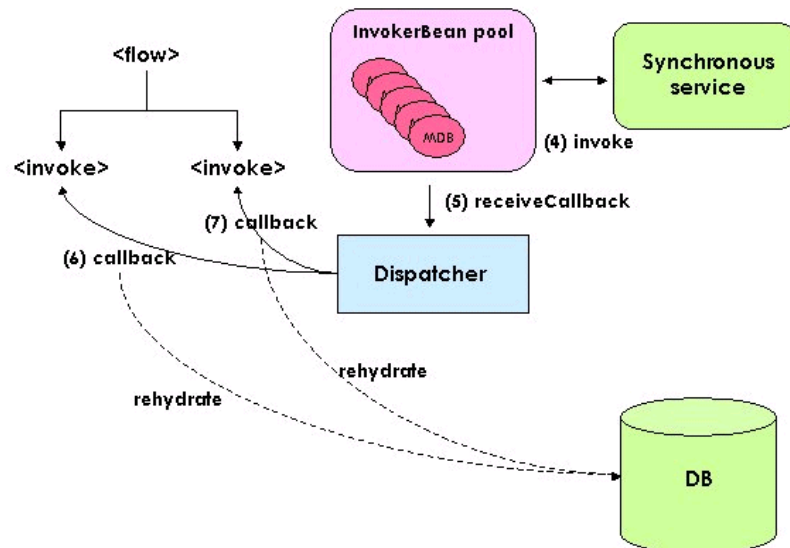 InvokerBean pool
<flow>
Synchronous
service
MDB
(4) invoke
<invoke>
<invoke>
(5) receiveCallback
(7) callback
(6) callback
Dispatcher
rehydrate
rehydrate
DB